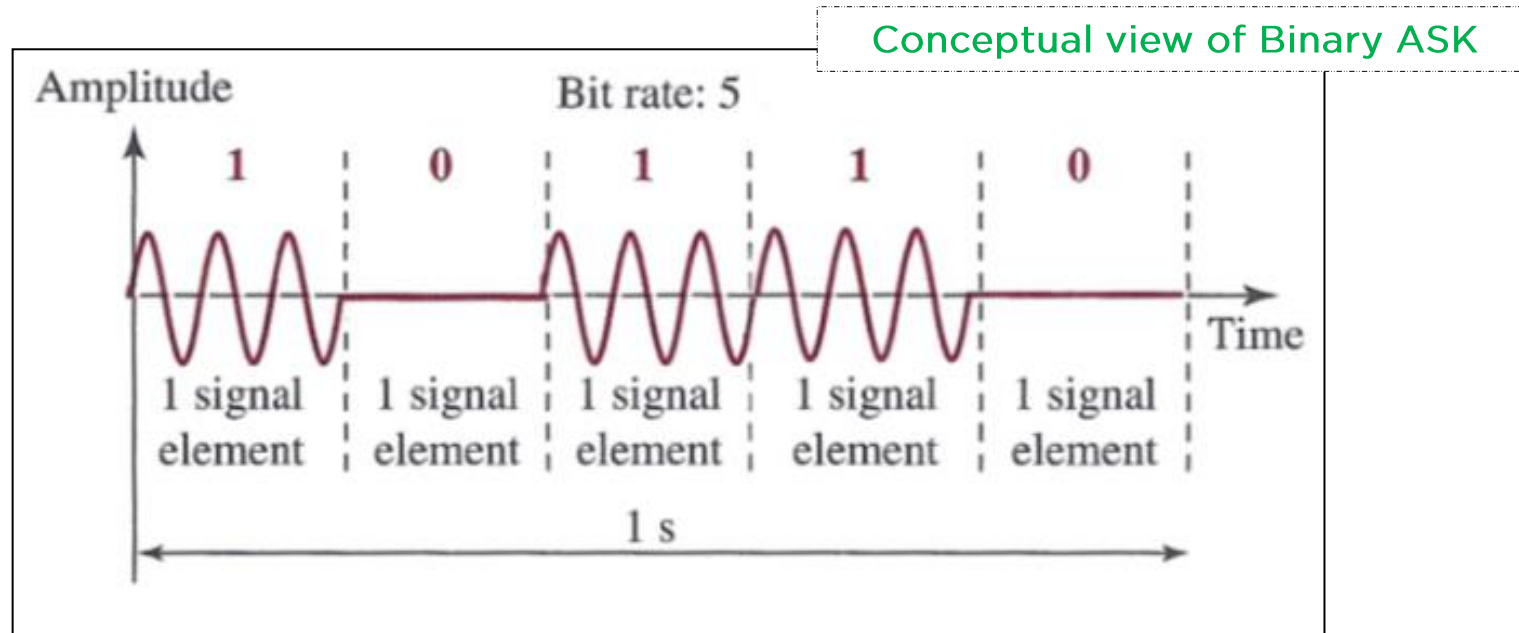 Conceptual view of Binary ASK
Amplitude
Bit rate: 5
1 0 1 1 0
Time
1 signal element
1 signal element
1 signal element
1 signal element
1 signal element
1 s